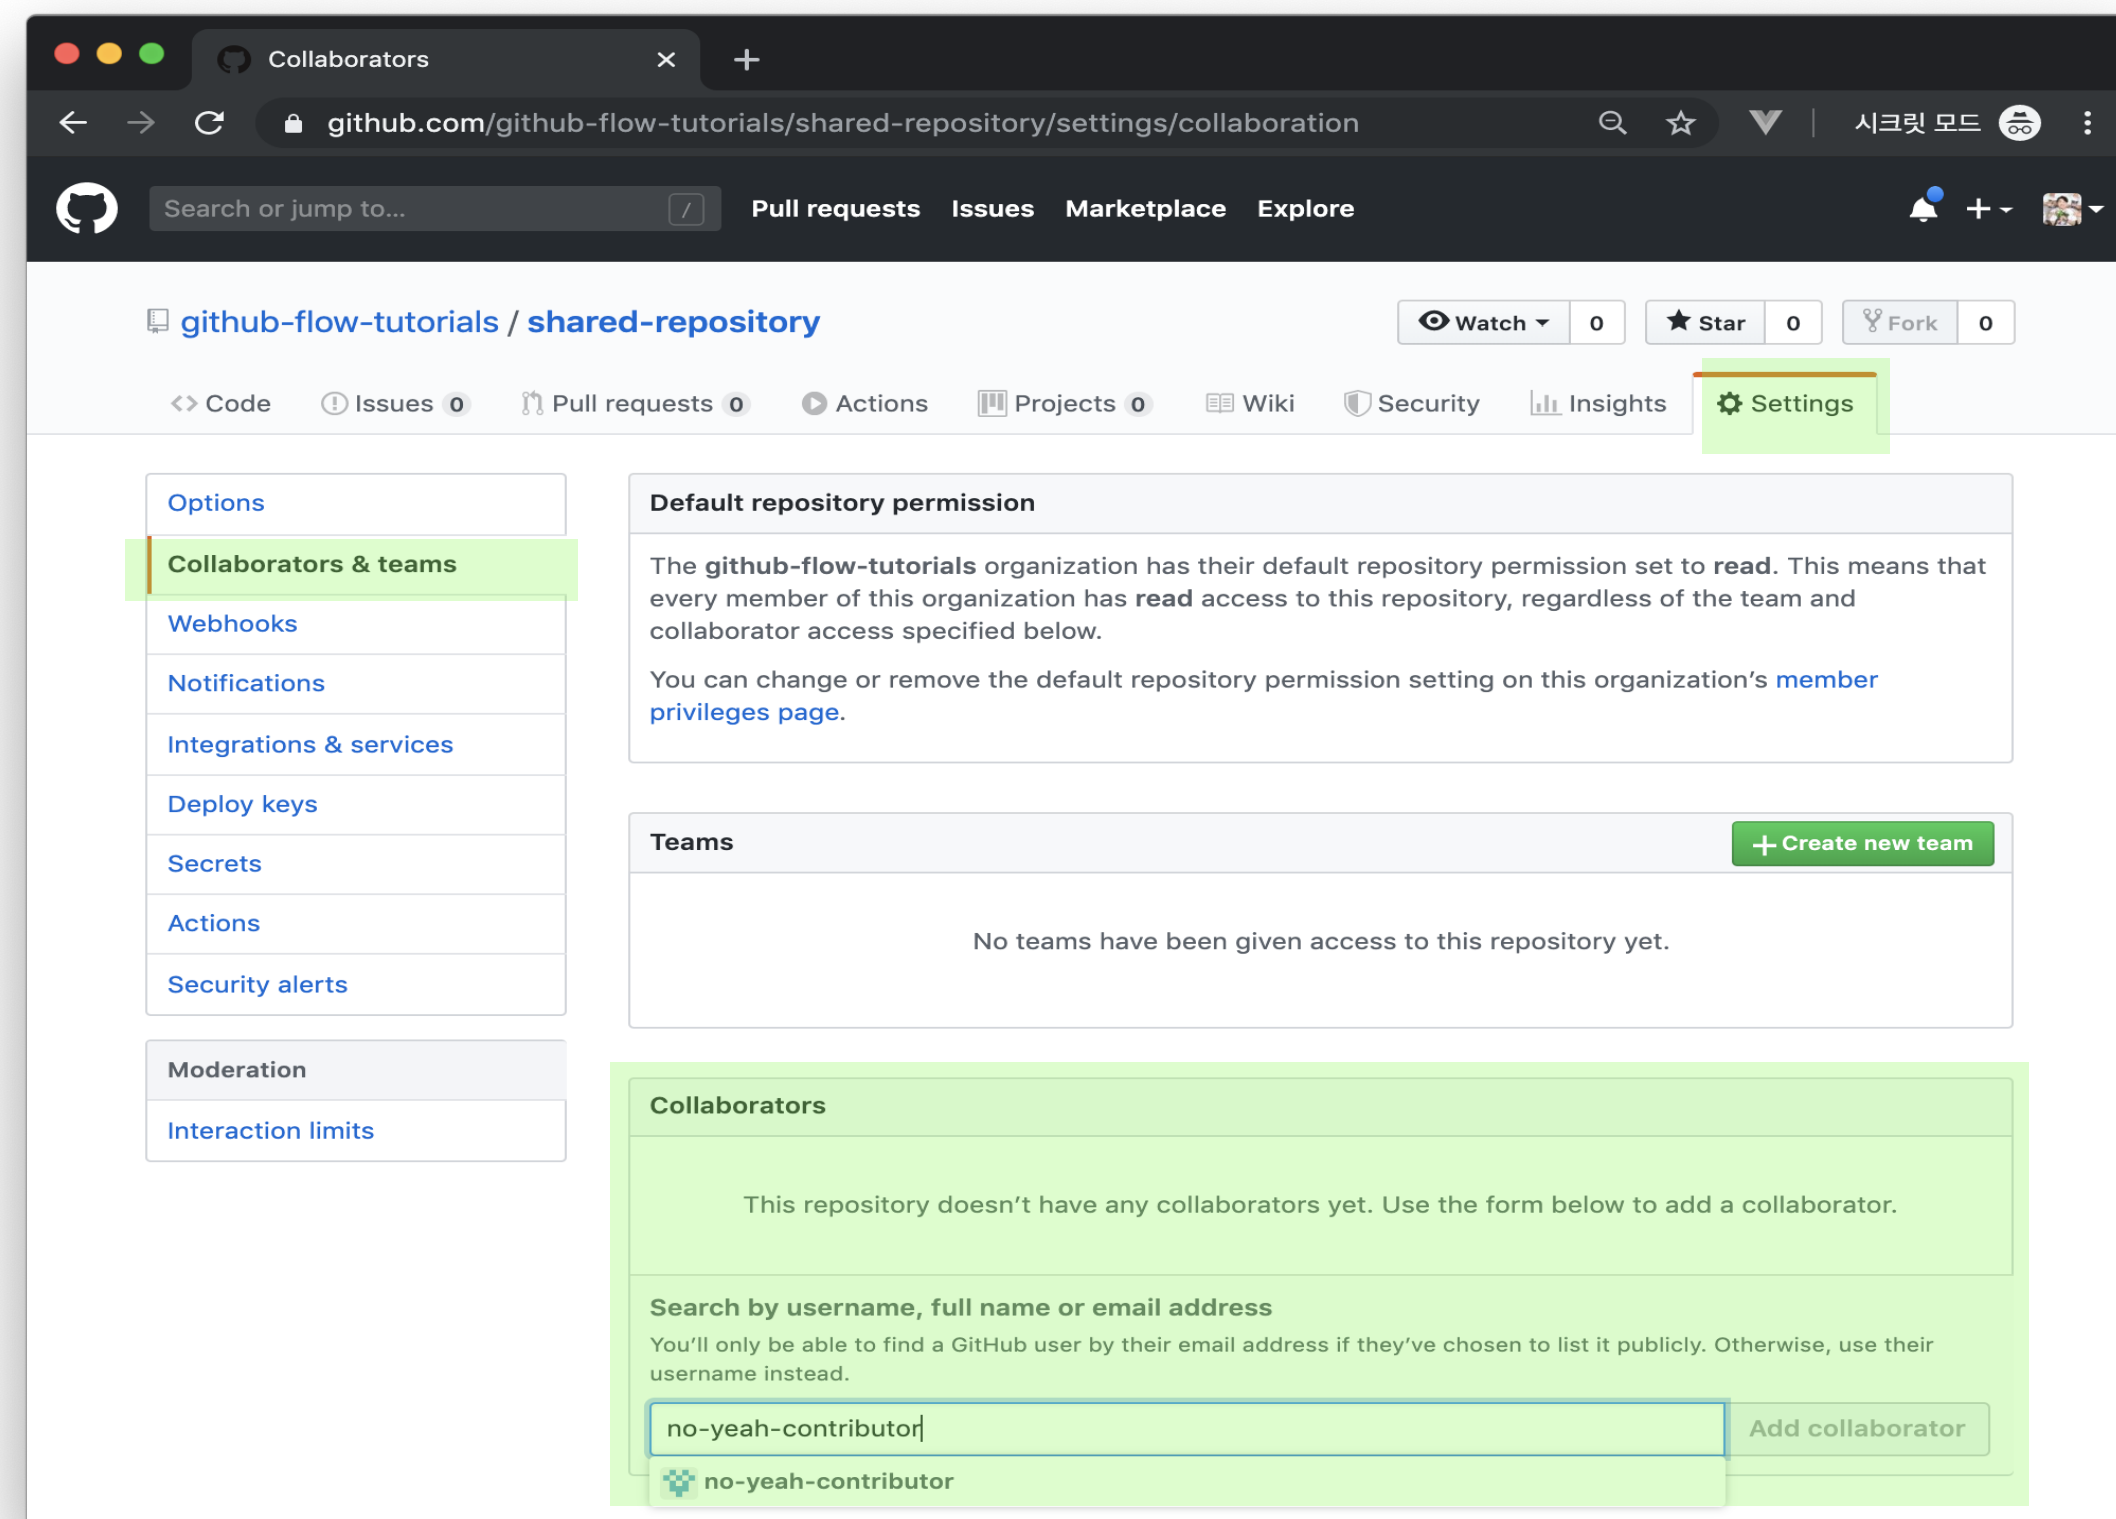 Collaborators
github.com/github-flow-tutorials/shared-repository/settings/collaboration
시크릿 모드
Search or jump to...
/
Pull requests
Issues
Marketplace
Explore
github-flow-tutorials / shared-repository
Watch 0
Star 0
Fork 0
Code
Issues 0
Pull requests 0
Actions
Projects 0
Wiki
Security
Insights
Settings
Options
Collaborators & teams
Webhooks
Notifications
Integrations & services
Deploy keys
Secrets
Actions
Security alerts
Moderation
Interaction limits
Default repository permission
The github-flow-tutorials organization has their default repository permission set to read. This means that
every member of this organization has read access to this repository, regardless of the team and
collaborator access specified below.
You can change or remove the default repository permission setting on this organization’s member
privileges page.
Teams
Create new team
No teams have been given access to this repository yet.
Collaborators
This repository doesn’t have any collaborators yet. Use the form below to add a collaborator.
Search by username, full name or email address
You’ll only be able to find a GitHub user by their email address if they’ve chosen to list it publicly. Otherwise, use their
username instead.
no-yeah-contributor
Add collaborator
no-yeah-contributor